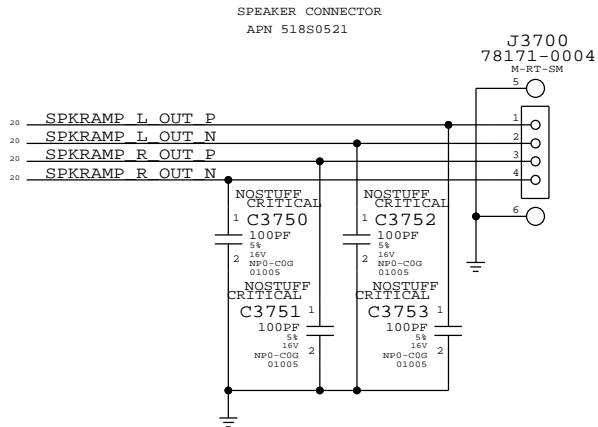 SPEAKER CONNECTOR
APN 518S0521
J3700
78171-0004
M-RT-SM
5
20 SPKRAMP_L_OUT_P 1
20 SPKRAMP_L_OUT_N 2
20 SPKRAMP_R_OUT_P 3
20 SPKRAMP_R_OUT_N 4
6
NOSTUFF
CRITICAL
1 C3750
100PF
5%
16V
2 NP0-C0G
01005
NOSTUFF
CRITICAL
1 C3752
100PF
5%
16V
2 NP0-C0G
01005
NOSTUFF
CRITICAL
C3751 1
100PF
5%
16V
NP0-C0G 2
01005
NOSTUFF
CRITICAL
C3753 1
100PF
5%
16V
NP0-C0G 2
01005